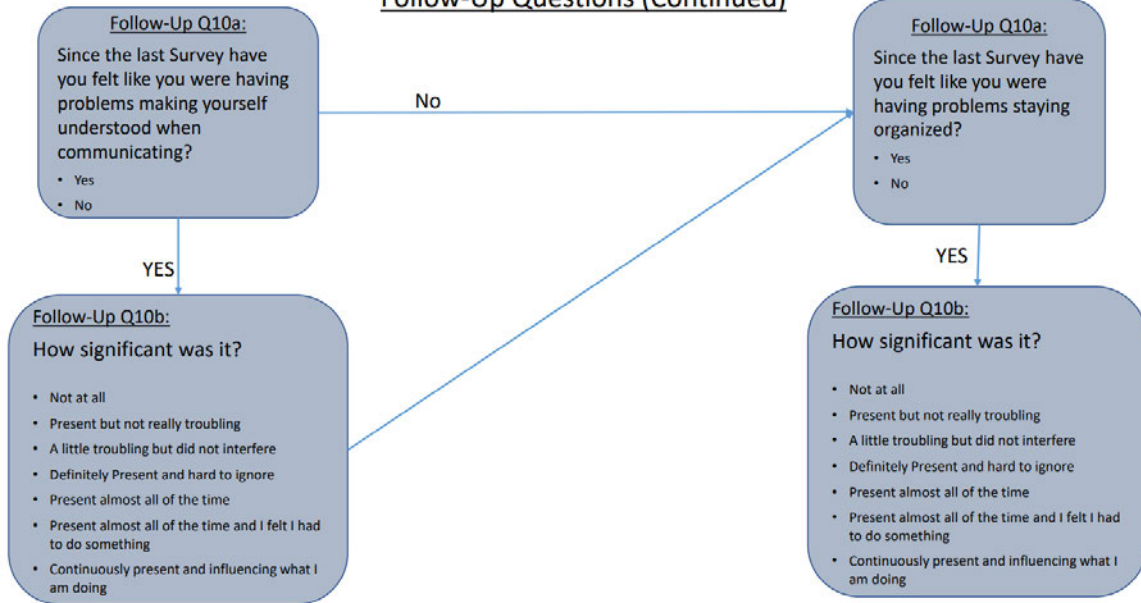 Follow-Up Questions (Continued)
Follow-Up Q10a:
Since the last Survey have
you felt like you were having
problems making yourself
understood when
communicating?
• Yes
• No
No
YES
Follow-Up Q10b:
How significant was it?
• Not at all
• Present but not really troubling
• A little troubling but did not interfere
• Definitely Present and hard to ignore
• Present almost all of the time
• Present almost all of the time and I felt I had
to do something
• Continuously present and influencing what I
am doing
Follow-Up Q10a:
Since the last Survey have
you felt like you were
having problems staying
organized?
• Yes
• No
YES
Follow-Up Q10b:
How significant was it?
• Not at all
• Present but not really troubling
• A little troubling but did not interfere
• Definitely Present and hard to ignore
• Present almost all of the time
• Present almost all of the time and I felt I had
to do something
• Continuously present and influencing what I
am doing